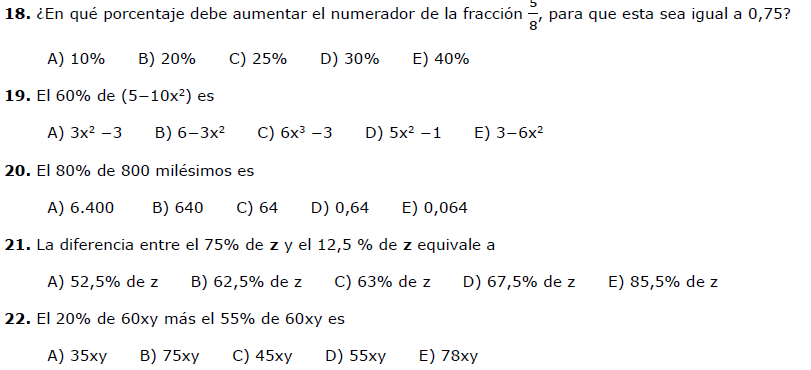 18. ¿En qué porcentaje debe aumentar el numerador de la fracción 5/8, para que esta sea igual a 0,75?
A) 10% B) 20% C) 25% D) 30% E) 40%
19. El 60% de (5−10x²) es
A) 3x² −3 B) 6−3x² C) 6x³ −3 D) 5x² −1 E) 3−6x²
20. El 80% de 800 milésimos es
A) 6.400 B) 640 C) 64 D) 0,64 E) 0,064
21. La diferencia entre el 75% de z y el 12,5 % de z equivale a
A) 52,5% de z B) 62,5% de z C) 63% de z D) 67,5% de z E) 85,5% de z
22. El 20% de 60xy más el 55% de 60xy es
A) 35xy B) 75xy C) 45xy D) 55xy E) 78xy